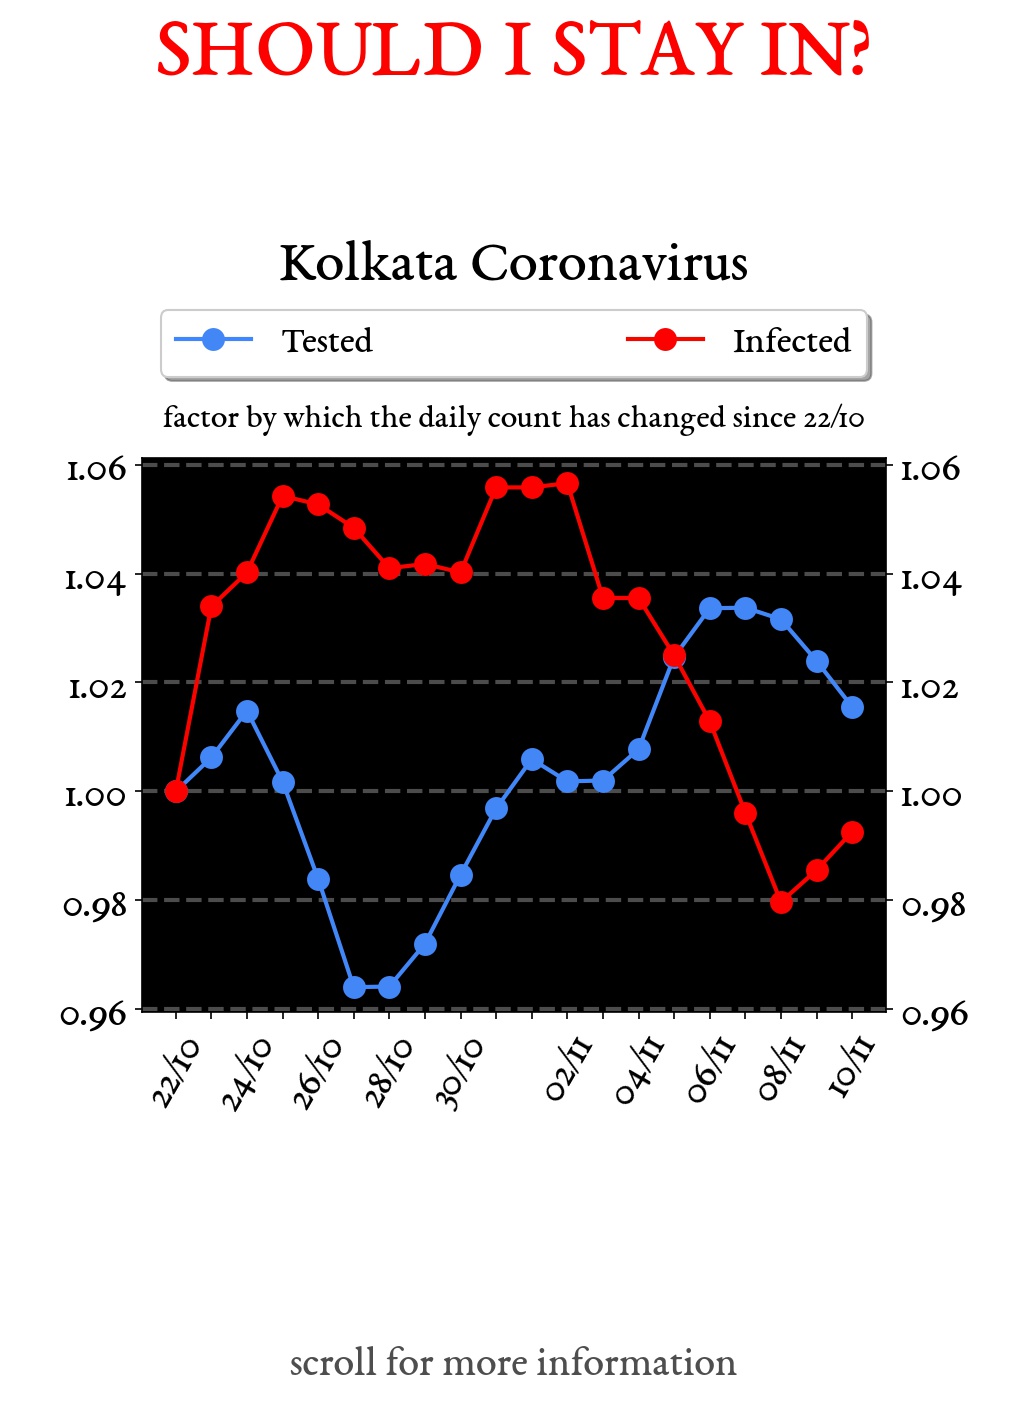 SHOULD I STAY IN?
Kolkata Coronavirus
Tested Infected
factor by which the daily count has changed since 22/10
1.06 1.06
1.04 1.04
1.02 1.02
1.00 1.00
0.98 0.98
0.96 0.96
22/10 24/10 26/10 28/10 30/10 02/11 04/11 06/11 08/11 10/11
scroll for more information